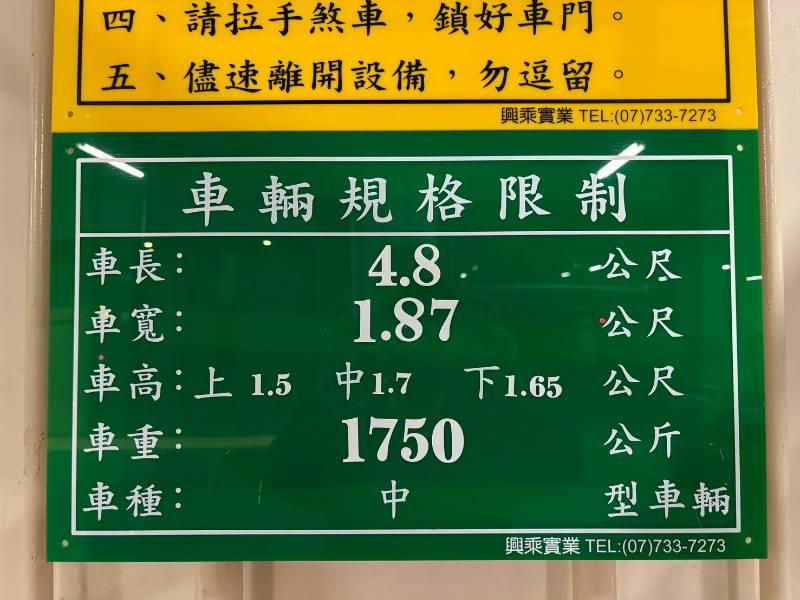 四、請拉手煞車，鎖好車門。
五、儘速離開設備，勿逗留。
興乘實業 TEL:(07)733-7273
車輛規格限制
車長： 4.8 公尺
車寬： 1.87 公尺
車高：上 1.5 中1.7 下1.65 公尺
車重： 1750 公斤
車種： 中 型車輛
興乘實業 TEL:(07)733-7273